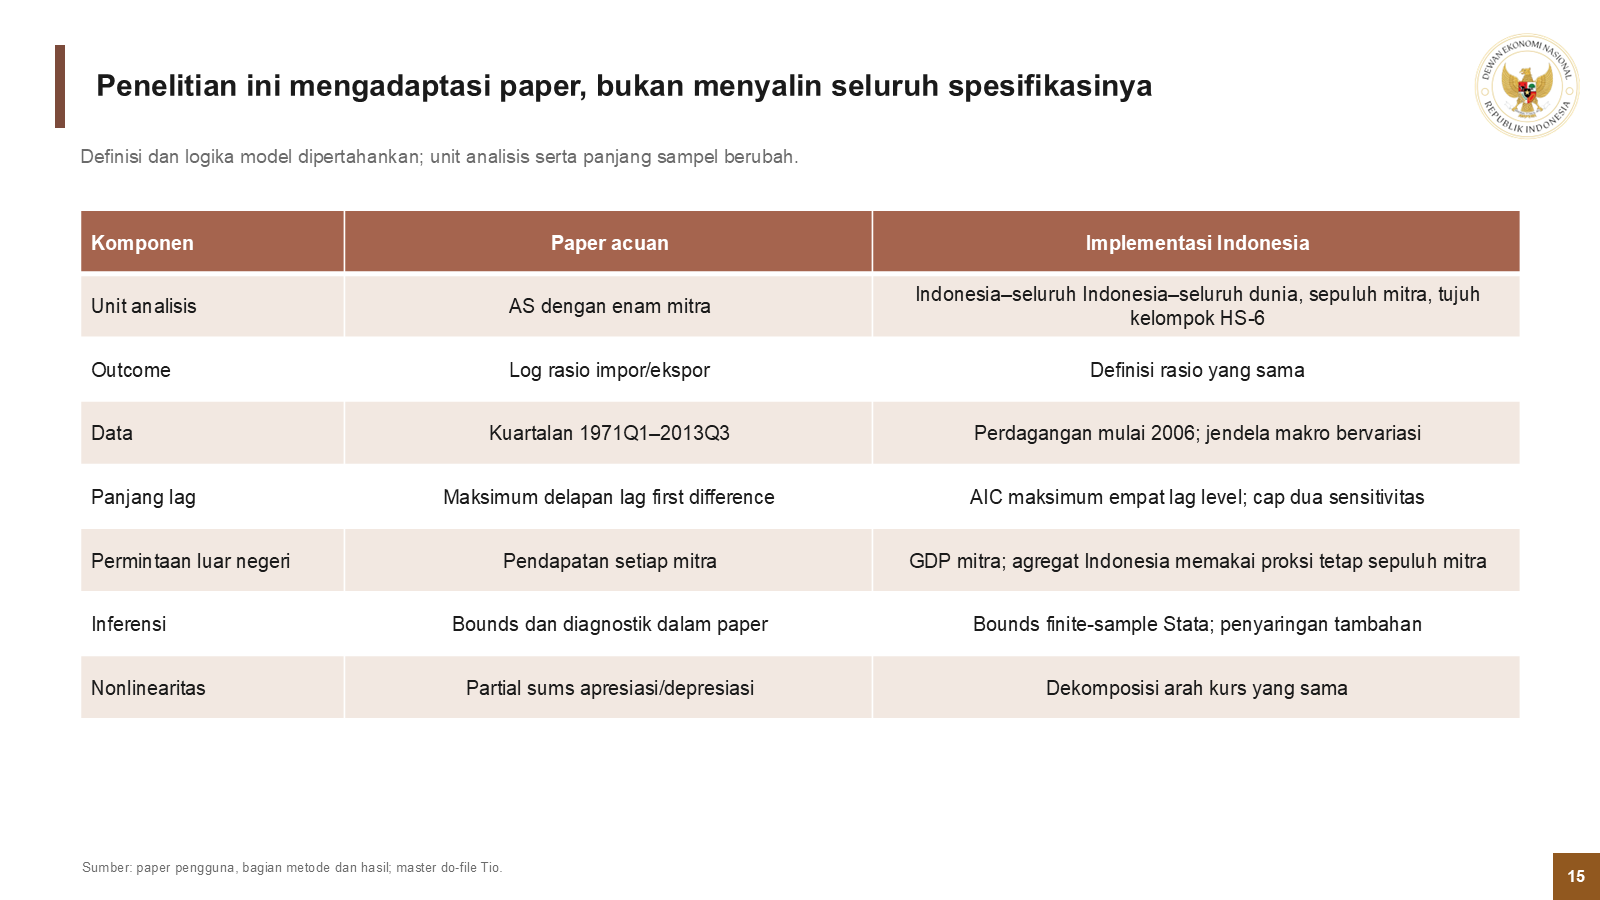 Penelitian ini mengadaptasi paper, bukan menyalin seluruh spesifikasinya
DEWAN EKONOMI NASIONAL
REPUBLIK INDONESIA
Definisi dan logika model dipertahankan; unit analisis serta panjang sampel berubah.
Komponen Paper acuan Implementasi Indonesia
Unit analisis AS dengan enam mitra Indonesia–seluruh Indonesia–seluruh dunia, sepuluh mitra, tujuh
kelompok HS-6
Outcome Log rasio impor/ekspor Definisi rasio yang sama
Data Kuartalan 1971Q1–2013Q3 Perdagangan mulai 2006; jendela makro bervariasi
Panjang lag Maksimum delapan lag first difference AIC maksimum empat lag level; cap dua sensitivitas
Permintaan luar negeri Pendapatan setiap mitra GDP mitra; agregat Indonesia memakai proksi tetap sepuluh mitra
Inferensi Bounds dan diagnostik dalam paper Bounds finite-sample Stata; penyaringan tambahan
Nonlinearitas Partial sums apresiasi/depresiasi Dekomposisi arah kurs yang sama
Sumber: paper pengguna, bagian metode dan hasil; master do-file Tio.
15